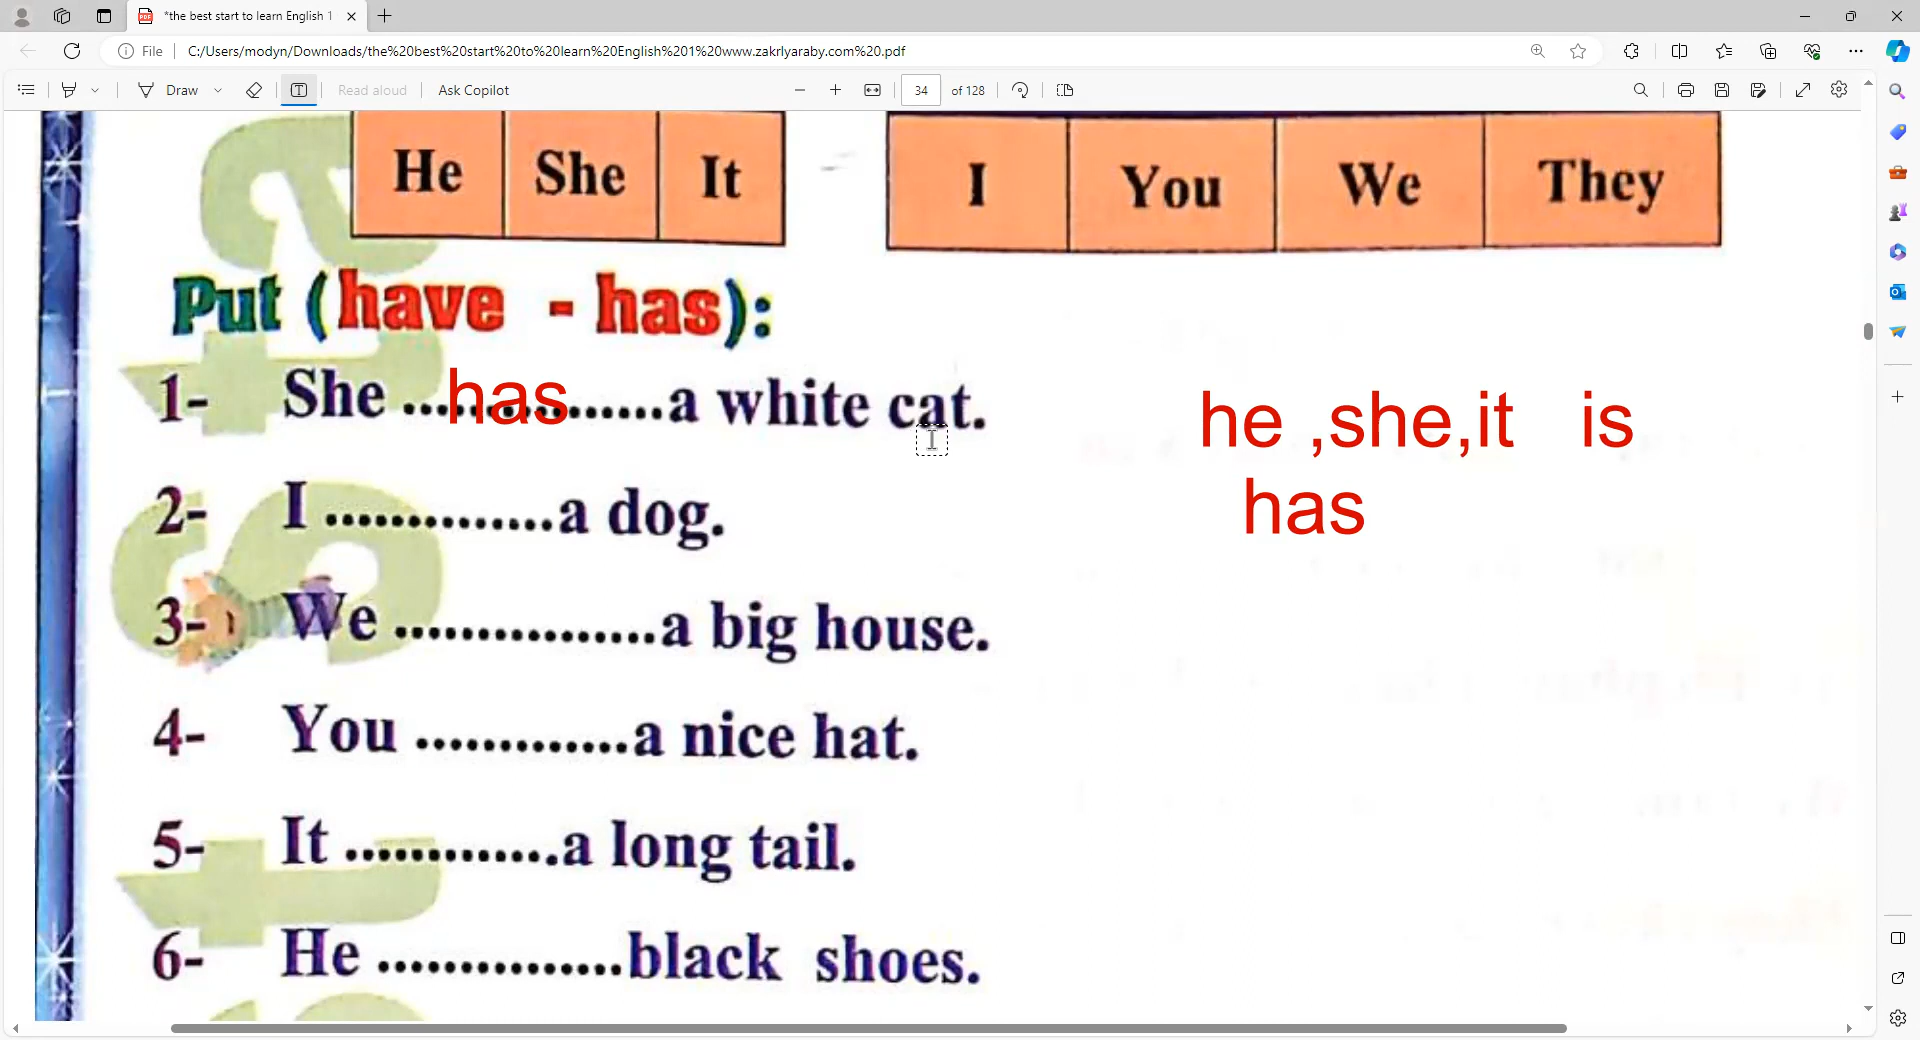 *the best start to learn English 1
File
C:/Users/modyn/Downloads/the%20best%20start%20to%20learn%20English%201%20www.zakrlyaraby.com%20.pdf
Draw
Read aloud
Ask Copilot
34
of 128
He She It
I You We They
Put (have - has):
1- She ...has...............a white cat.
he ,she,it is
has
2- I ..............a dog.
3- We ................a big house.
4- You .............a nice hat.
5- It .............a long tail.
6- He ...............black shoes.